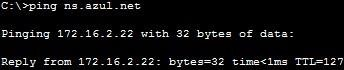 C:\>ping ns.azul.net
Pinging 172.16.2.22 with 32 bytes of data:
Reply from 172.16.2.22: bytes=32 time<1ms TTL=127